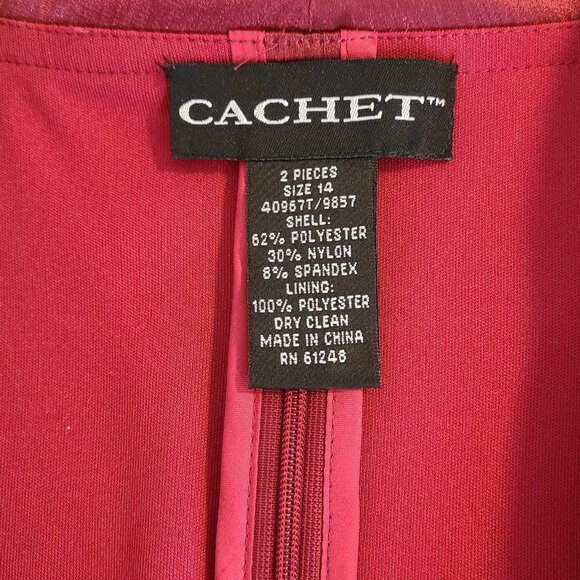 CACHET™
2 PIECES
SIZE 14
40967T/9857
SHELL:
62% POLYESTER
30% NYLON
8% SPANDEX
LINING:
100% POLYESTER
DRY CLEAN
MADE IN CHINA
RN 61248